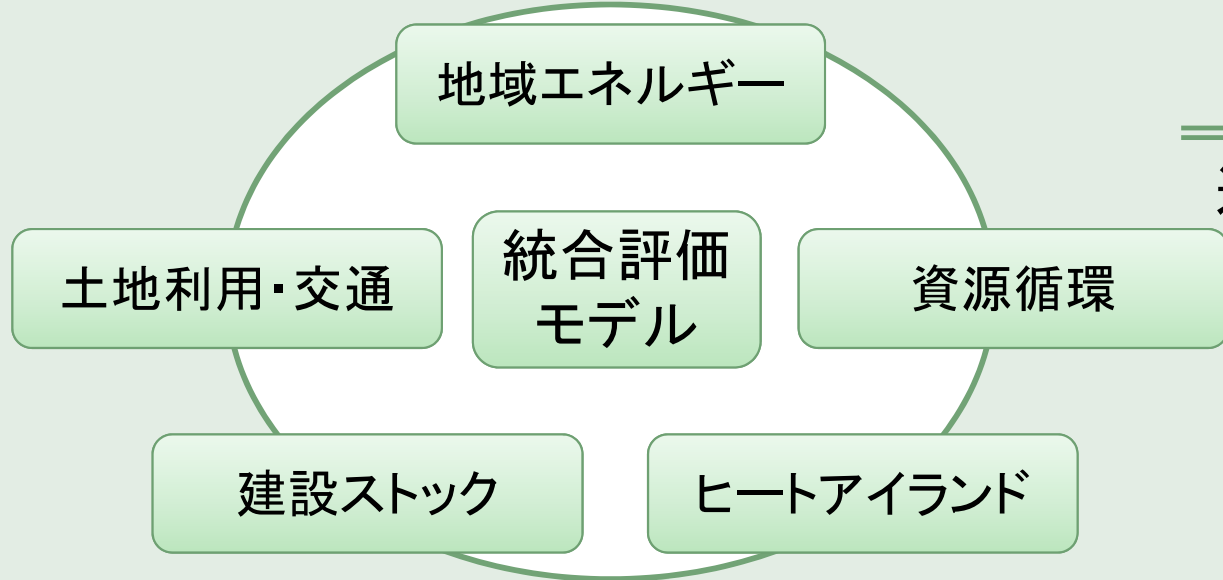 地域エネルギー
統合評価
モデル
土地利用・交通
資源循環
建設ストック
ヒートアイランド